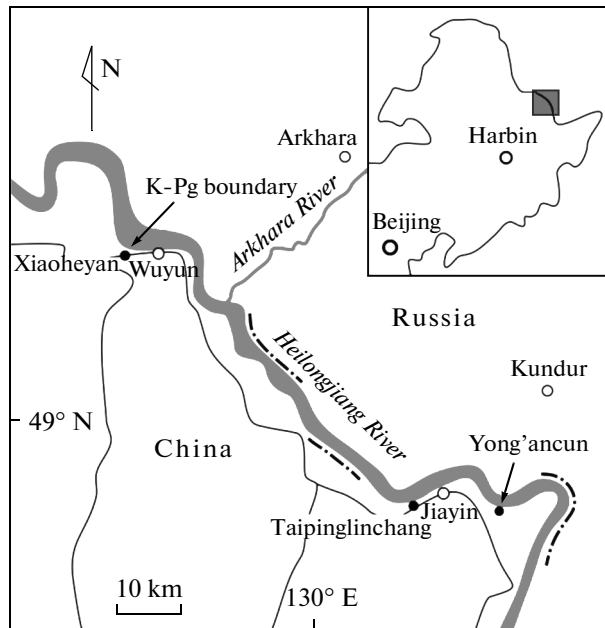 N
Arkhara
Harbin
K-Pg boundary
Beijing
Arkhara River
Xiaoheyan
Wuyun
Russia
Heilongjiang River
Kundur
49° N
China
Yong'ancun
Jiayin
Taipinglinchang
10 km
130° E